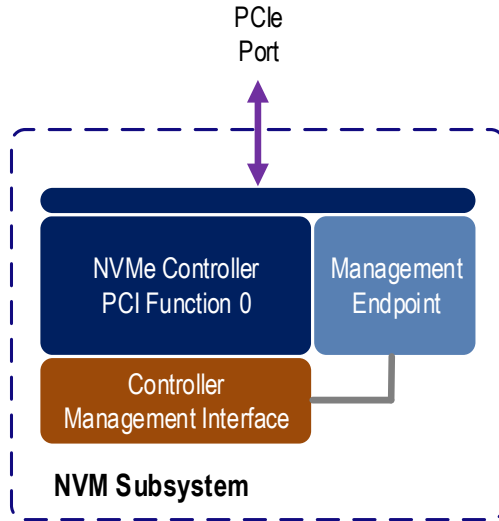 PCIe
Port
NVMe Controller
PCI Function 0
Management
Endpoint
Controller
Management Interface
NVM Subsystem